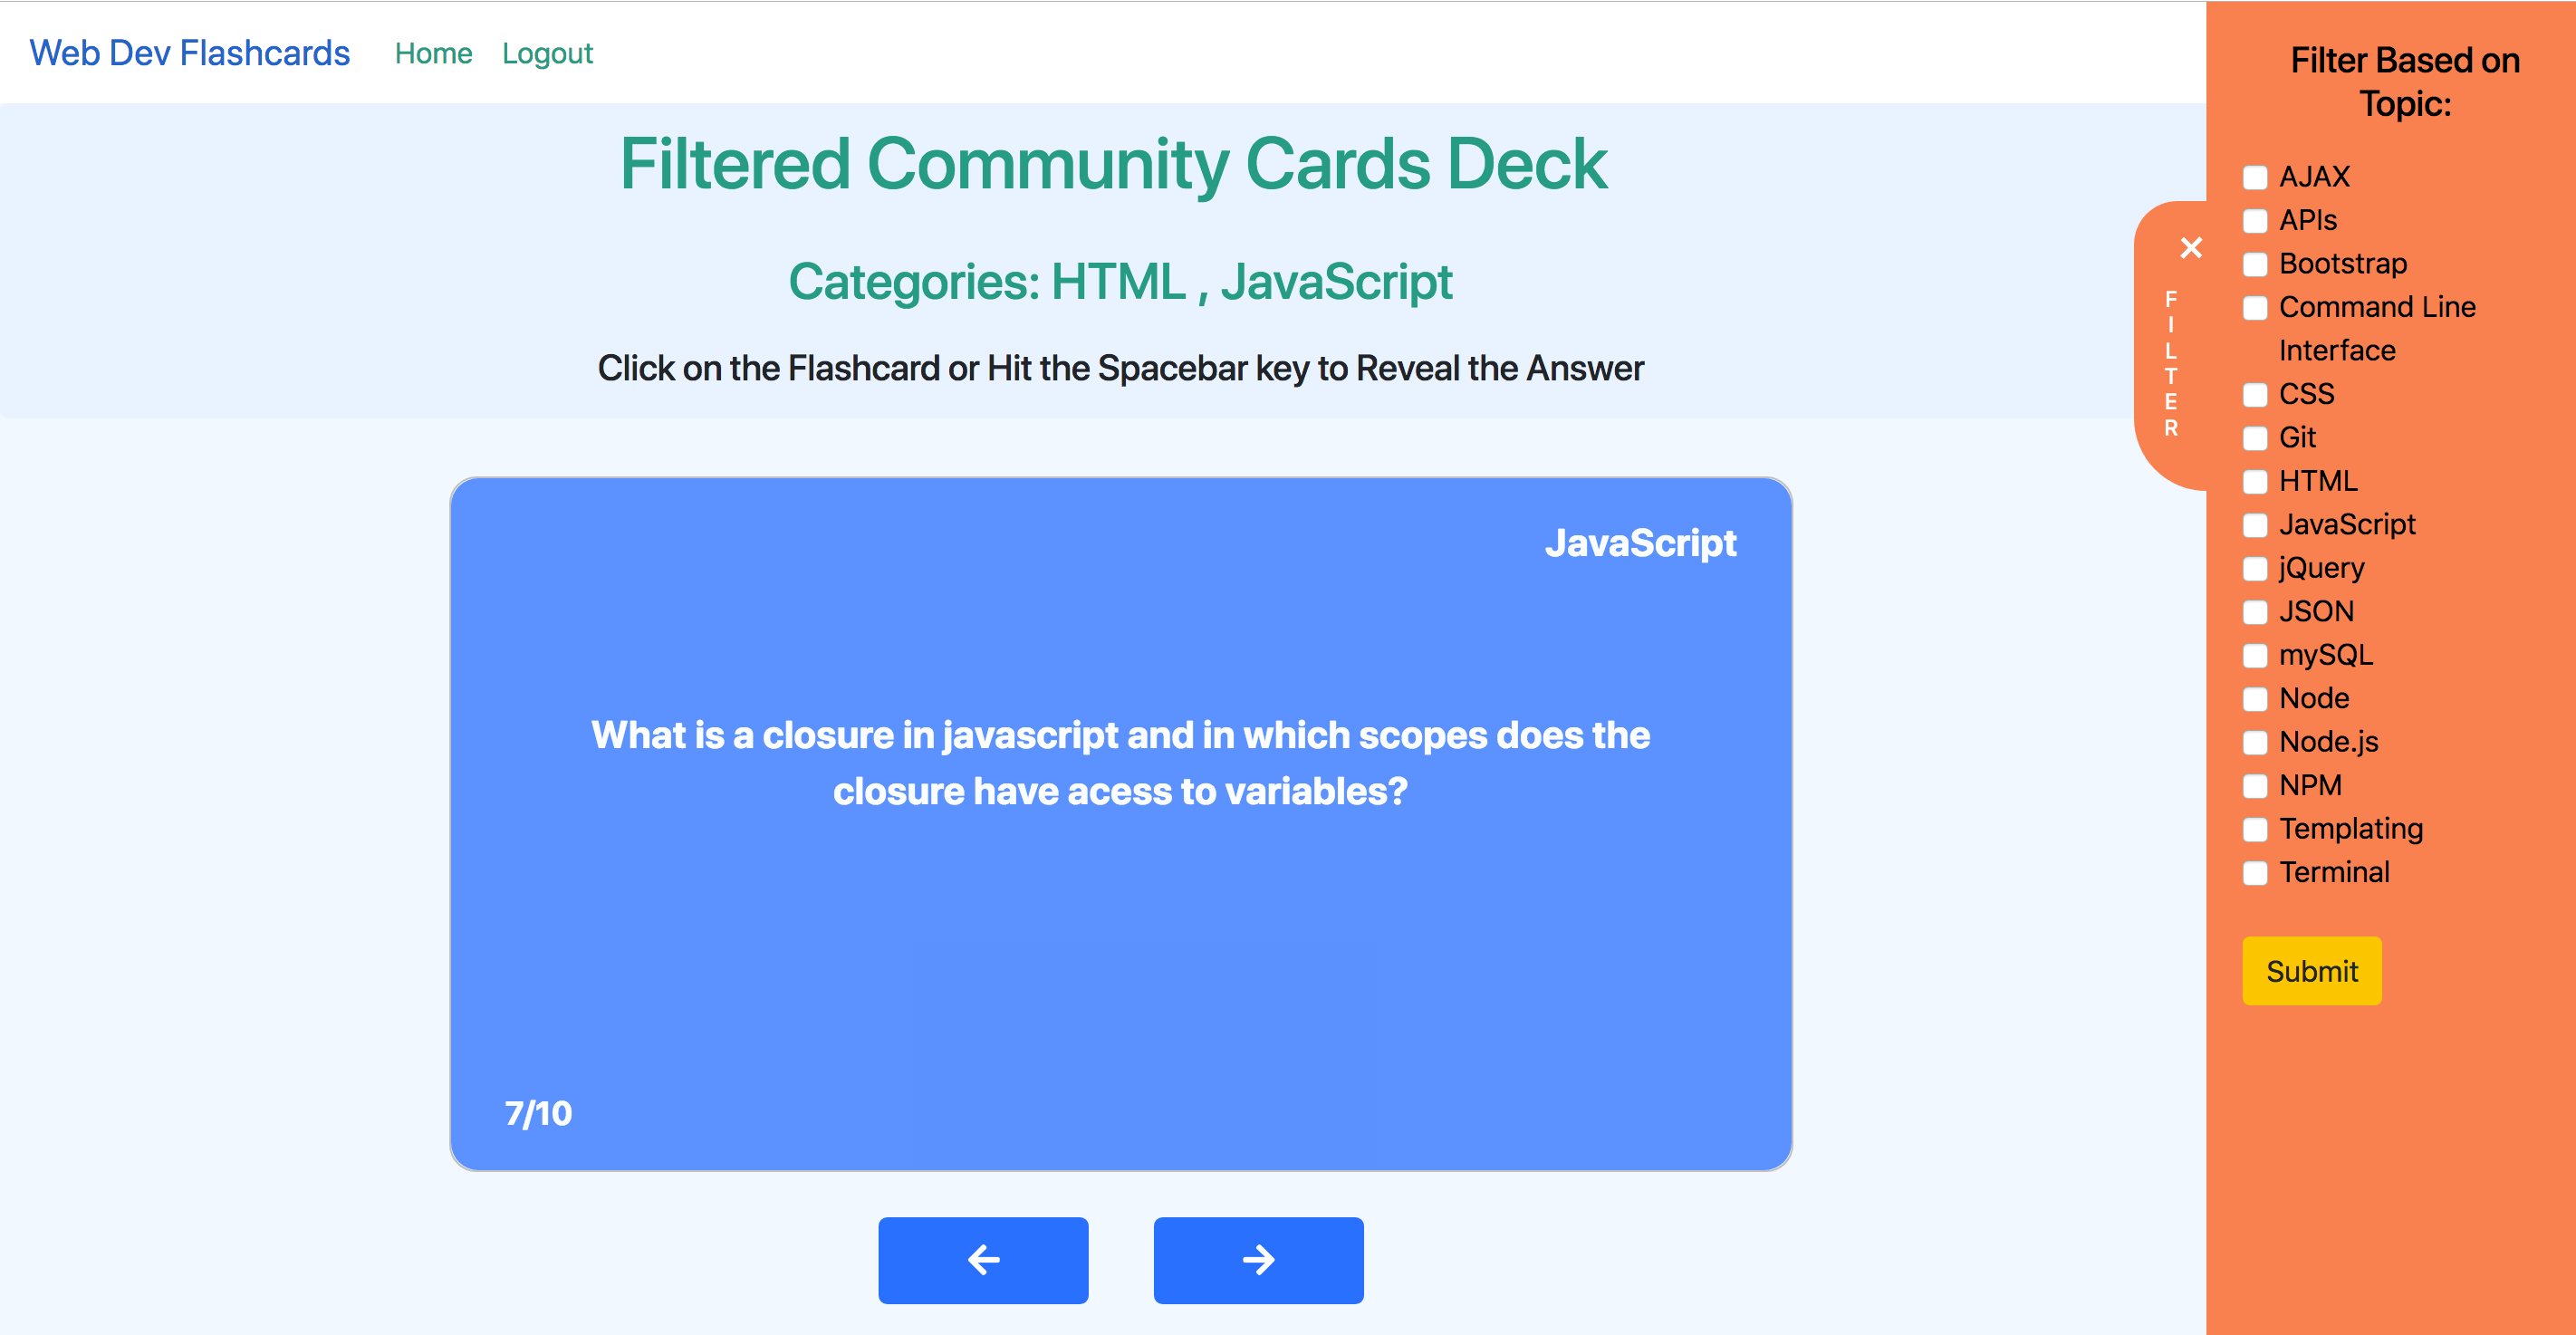 Web Dev Flashcards Home Logout
Filtered Community Cards Deck
Categories: HTML , JavaScript
Click on the Flashcard or Hit the Spacebar key to Reveal the Answer
JavaScript
What is a closure in javascript and in which scopes does the
closure have acess to variables?
7/10
FILTER
Filter Based on
Topic:
AJAX
APIs
Bootstrap
Command Line
Interface
CSS
Git
HTML
JavaScript
jQuery
JSON
mySQL
Node
Node.js
NPM
Templating
Terminal
Submit